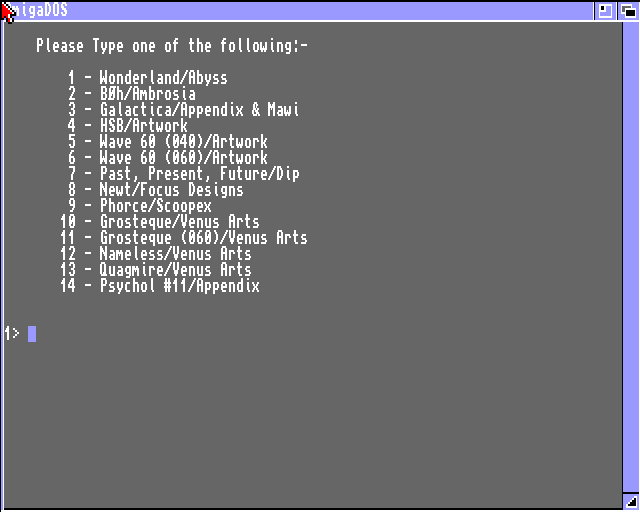 AmigaDOS
Please Type one of the following:-
1 - Wonderland/Abyss
2 - BØh/Ambrosia
3 - Galactica/Appendix & Mawi
4 - HSB/Artwork
5 - Wave 60 (040)/Artwork
6 - Wave 60 (060)/Artwork
7 - Past, Present, Future/Dip
8 - Newt/Focus Designs
9 - Phorce/Scoopex
10 - Grosteque/Venus Arts
11 - Grosteque (060)/Venus Arts
12 - Nameless/Venus Arts
13 - Quagmire/Venus Arts
14 - Psychol #11/Appendix
1>